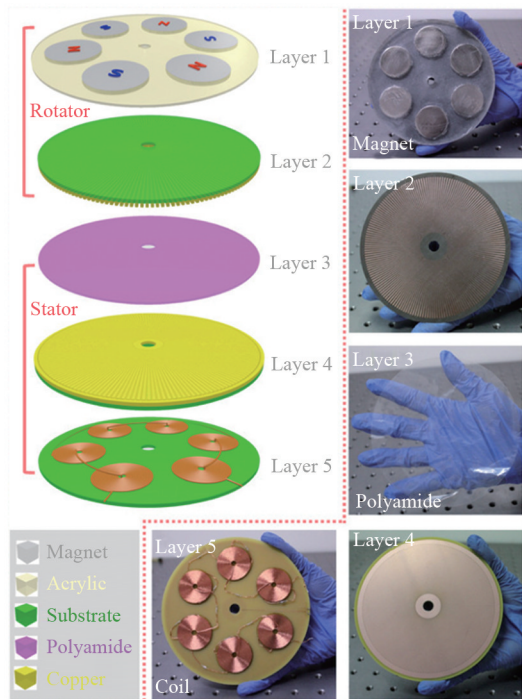 N
S
N
S
N
Layer 1
Rotator
Layer 2
Layer 3
Stator
Layer 4
Layer 5
Magnet
Acrylic
Substrate
Polyamide
Copper
Layer 1
Magnet
Layer 2
Layer 3
Polyamide
Layer 4
Layer 5
Coil